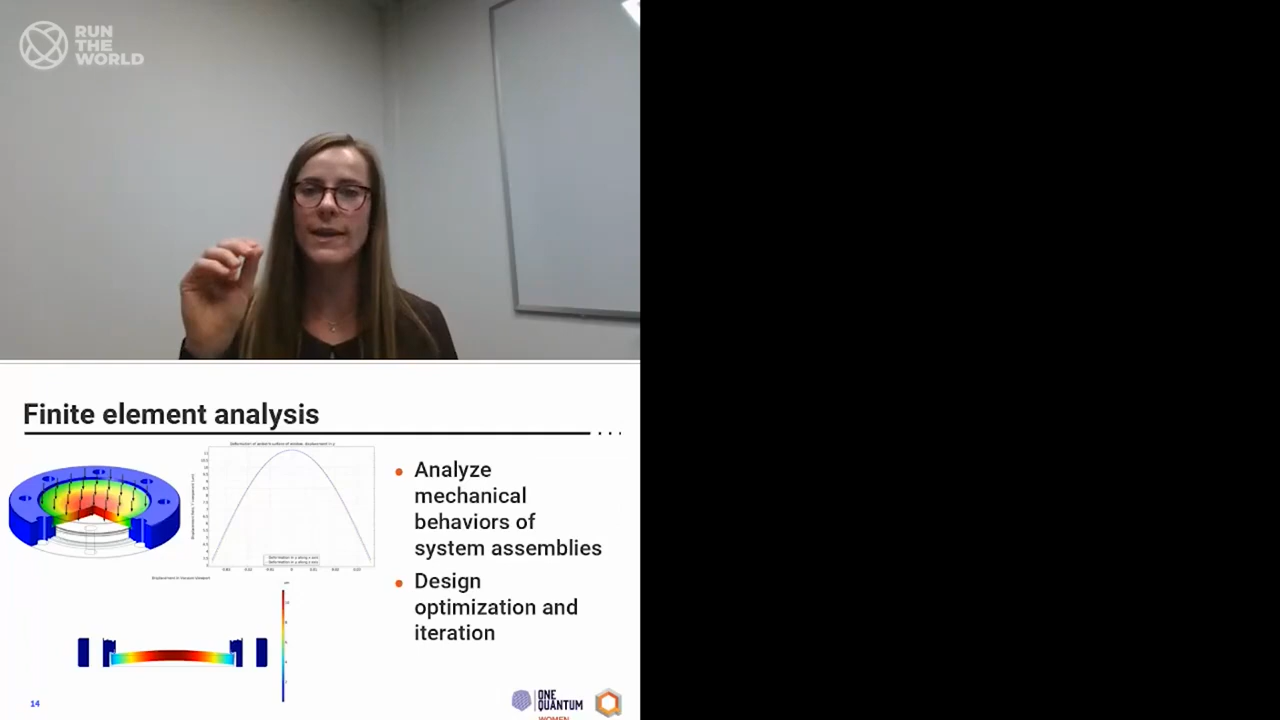 RUN
THE
WORLD
Finite element analysis
Analyze
mechanical
behaviors of
system assemblies
Design
optimization and
iteration
14
ONE
QUANTUM
WOMEN